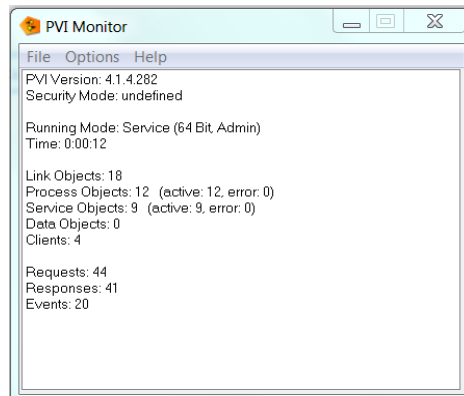 PVI Monitor
File Options Help
PVI Version: 4.1.4.282
Security Mode: undefined
Running Mode: Service (64 Bit, Admin)
Time: 0:00:12
Link Objects: 18
Process Objects: 12 (active: 12, error: 0)
Service Objects: 9 (active: 9, error: 0)
Data Objects: 0
Clients: 4
Requests: 44
Responses: 41
Events: 20